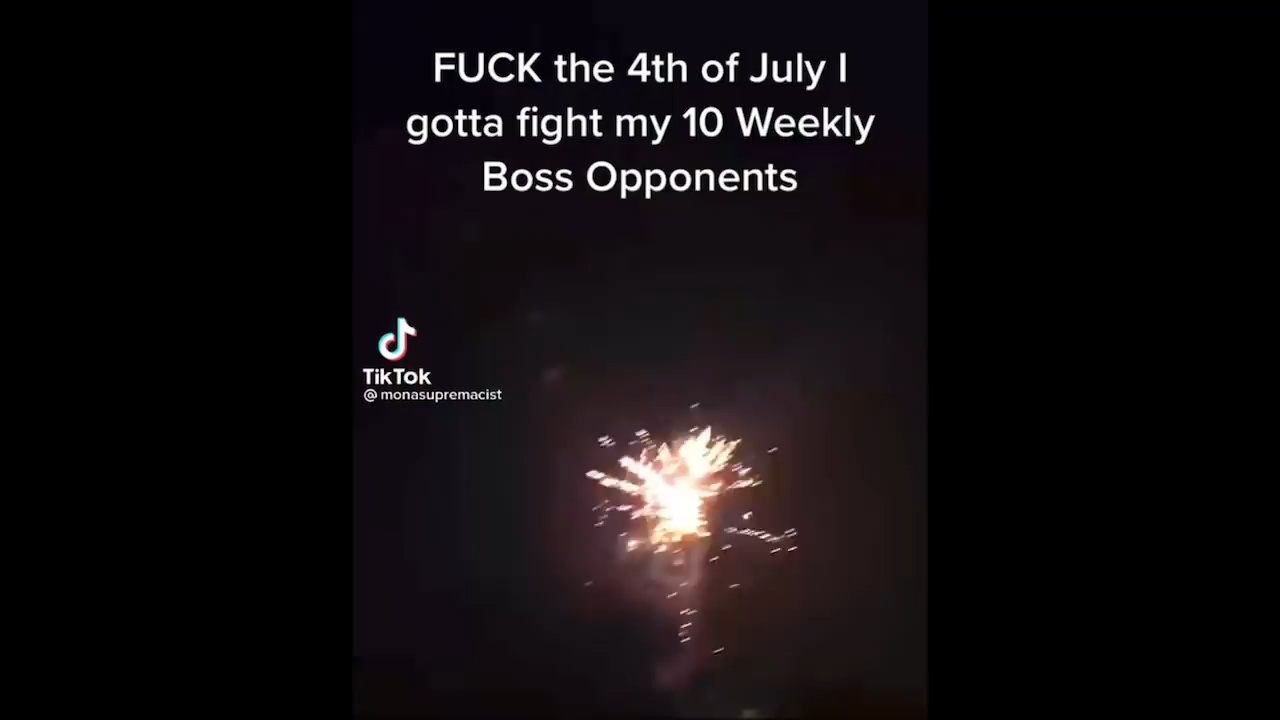 FUCK the 4th of July I
gotta fight my 10 Weekly
Boss Opponents
TikTok
@ monasupremacist